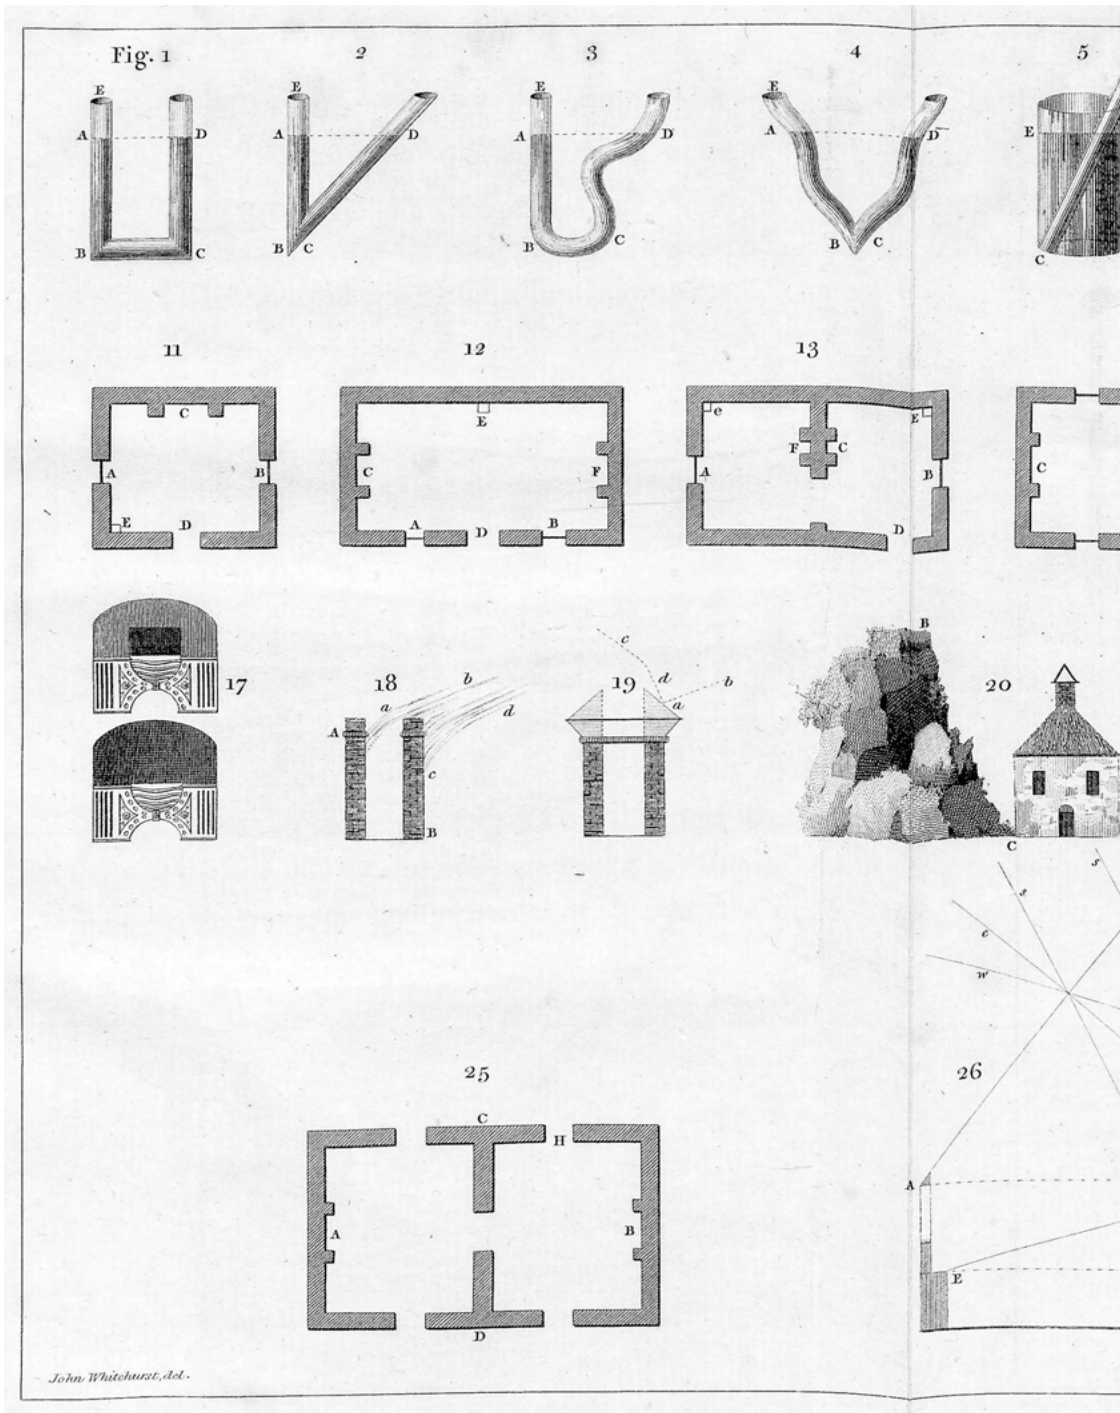 Fig. 1 2 3 4 5
E E E E
A D A D A D A D E
B C B C B C B C C
11 12 13
C E e E
A B C F F C A B C
E D A D B D
B
17 18 19 20
c
a b d b
A d a
c
B
C
s s
c
w
25 26
C H
A B A
E
D
John Whitehurst, del.